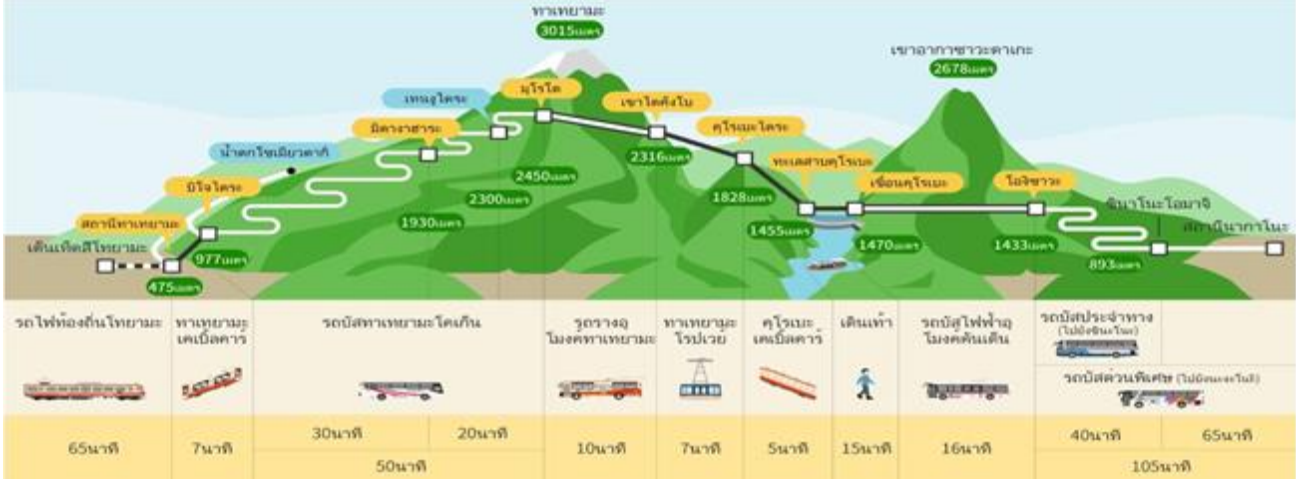 ทาเทยามะ
3015เมตร
เขาอากาซาวะดาเกะ
2678เมตร
มุโรโด
เทนงูไดระ
เขาไดคังโบ
มิดางาฮาระ
คุโรเบะไดระ
น้ำตกโชเมียวดากิ
2316เมตร
ทะเลสาบคุโรเบะ
บิโจไดระ
2450เมตร
เขื่อนคุโรเบะ
โอกิซาวะ
2300เมตร
1828เมตร
ชินาโนะโอมาจิ
สถานีทาเทยามะ
1930เมตร
1455เมตร
สถานีนากาโนะ
เด็นเท็ตสึโทยามะ
1470เมตร
1433เมตร
977เมตร
893เมตร
475เมตร
รถไฟท้องถิ่นโทยามะ
ทาเทยามะ
เคเบิ้ลคาร์
รถบัสทาเทยามะโคเก็น
รถรางอุ
โมงค์ทาเทยามะ
ทาเทยามะ
โรปเวย์
คุโรเบะ
เคเบิ้ลคาร์
เดินเท้า
รถบัสไฟฟ้าอุ
โมงค์คันเด็น
รถบัสประจำทาง
(ไปยังชินะโนะ)
รถบัสด่วนพิเศษ
65นาที
7นาที
30นาที
20นาที
50นาที
10นาที
7นาที
5นาที
15นาที
16นาที
40นาที
65นาที
105นาที